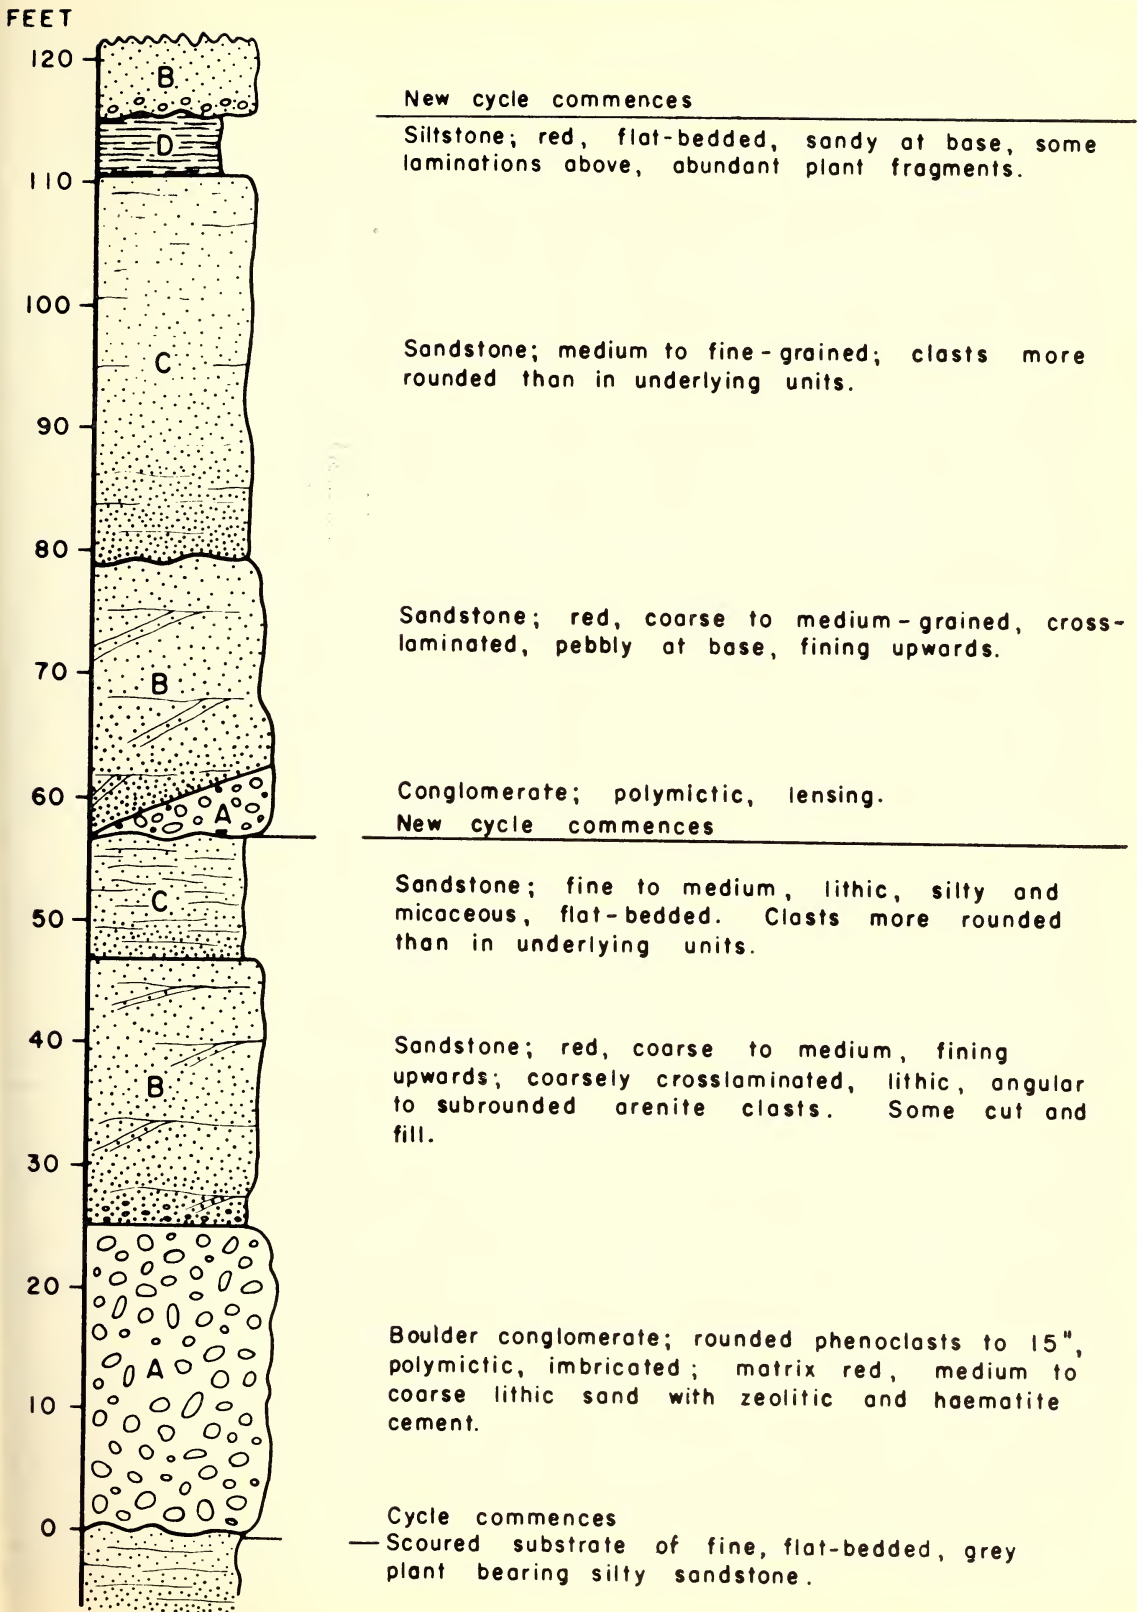 FEET
120
B
New cycle commences
D
Siltstone; red, flat-bedded, sandy at base, some
laminations above, abundant plant fragments.
110
100
C
Sandstone; medium to fine-grained; clasts more
rounded than in underlying units.
90
80
Sandstone; red, coarse to medium-grained, cross-
laminated, pebbly at base, fining upwards.
70
B
60
A
Conglomerate; polymictic, lensing.
New cycle commences
C
50
Sandstone; fine to medium, lithic, silty and
micaceous, flat-bedded. Clasts more rounded
than in underlying units.
40
B
Sandstone; red, coarse to medium, fining
upwards; coarsely crosslaminated, lithic, angular
to subrounded arenite clasts. Some cut and
fill.
30
20
A
Boulder conglomerate; rounded phenoclasts to 15",
polymictic, imbricated; matrix red, medium to
coarse lithic sand with zeolitic and haematite
cement.
10
0
Cycle commences
Scoured substrate of fine, flat-bedded, grey
plant bearing silty sandstone.